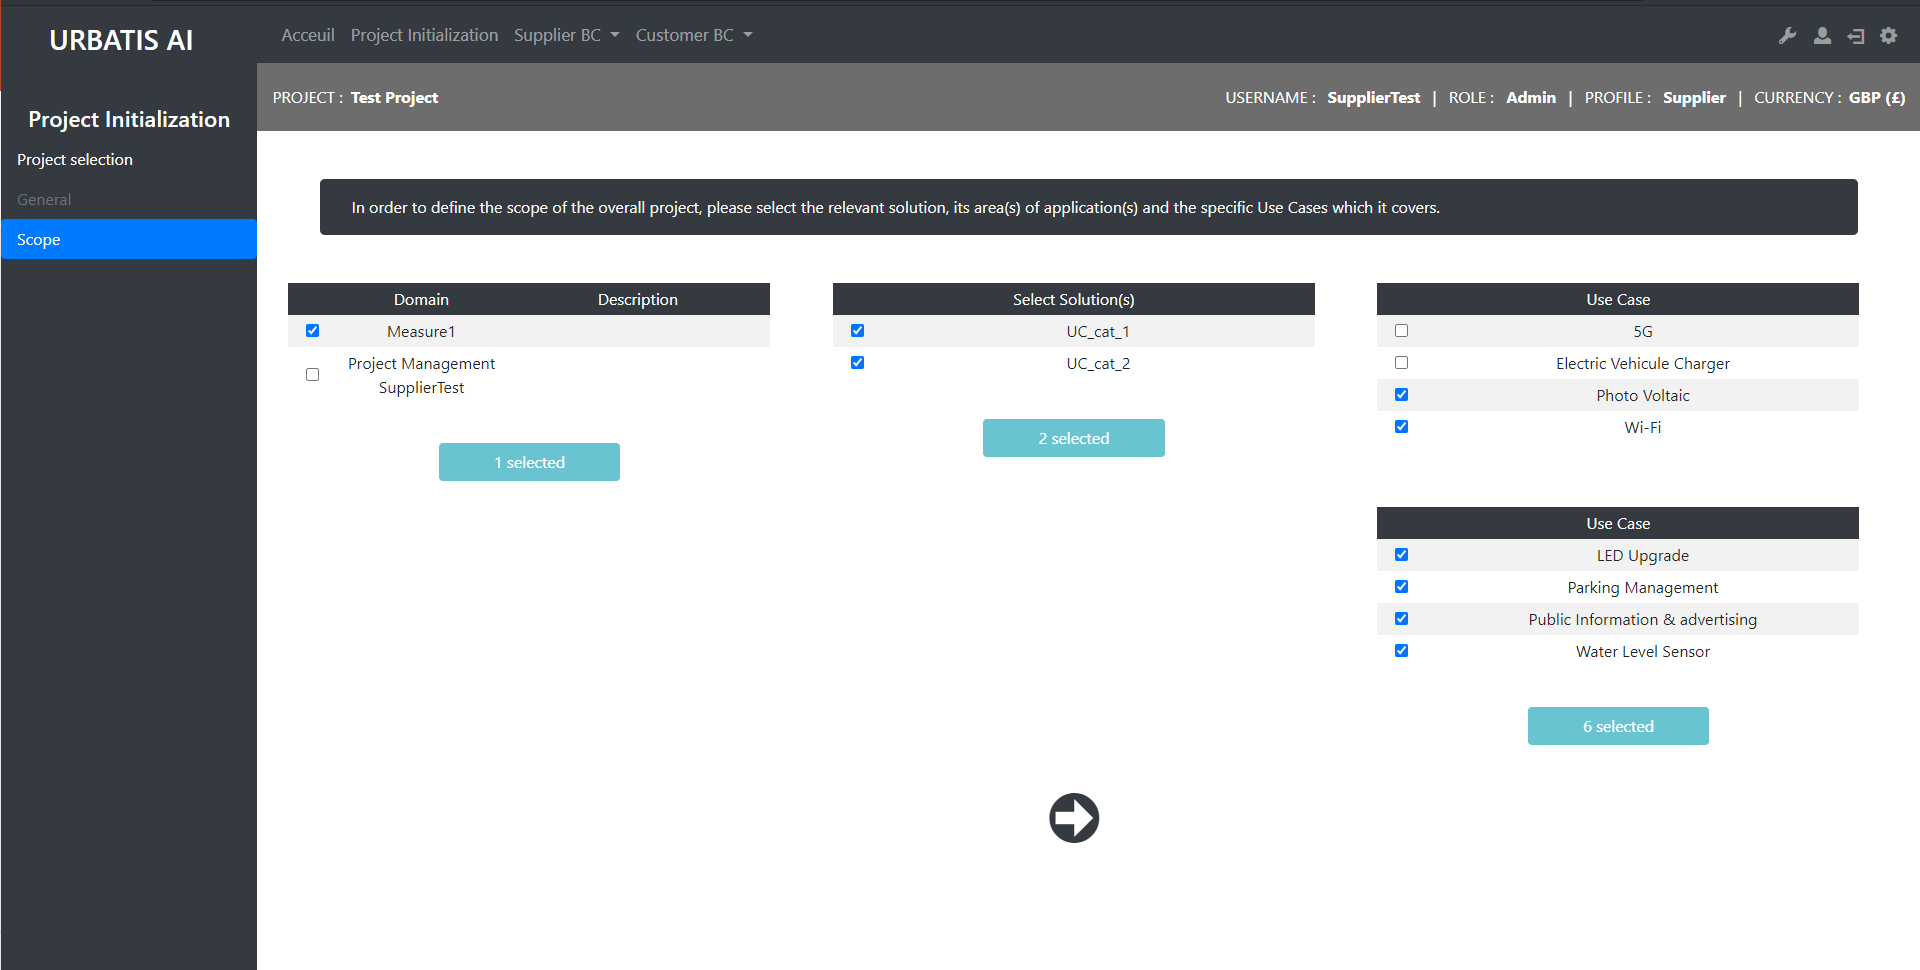 URBATIS AI
Acceuil Project Initialization Supplier BC Customer BC
PROJECT : Test Project
USERNAME : SupplierTest | ROLE : Admin | PROFILE : Supplier | CURRENCY : GBP (£)
Project Initialization
Project selection
General
Scope
In order to define the scope of the overall project, please select the relevant solution, its area(s) of application(s) and the specific Use Cases which it covers.
Domain Description
Measure1
Project Management
SupplierTest
1 selected
Select Solution(s)
UC_cat_1
UC_cat_2
2 selected
Use Case
5G
Electric Vehicule Charger
Photo Voltaic
Wi-Fi
Use Case
LED Upgrade
Parking Management
Public Information & advertising
Water Level Sensor
6 selected